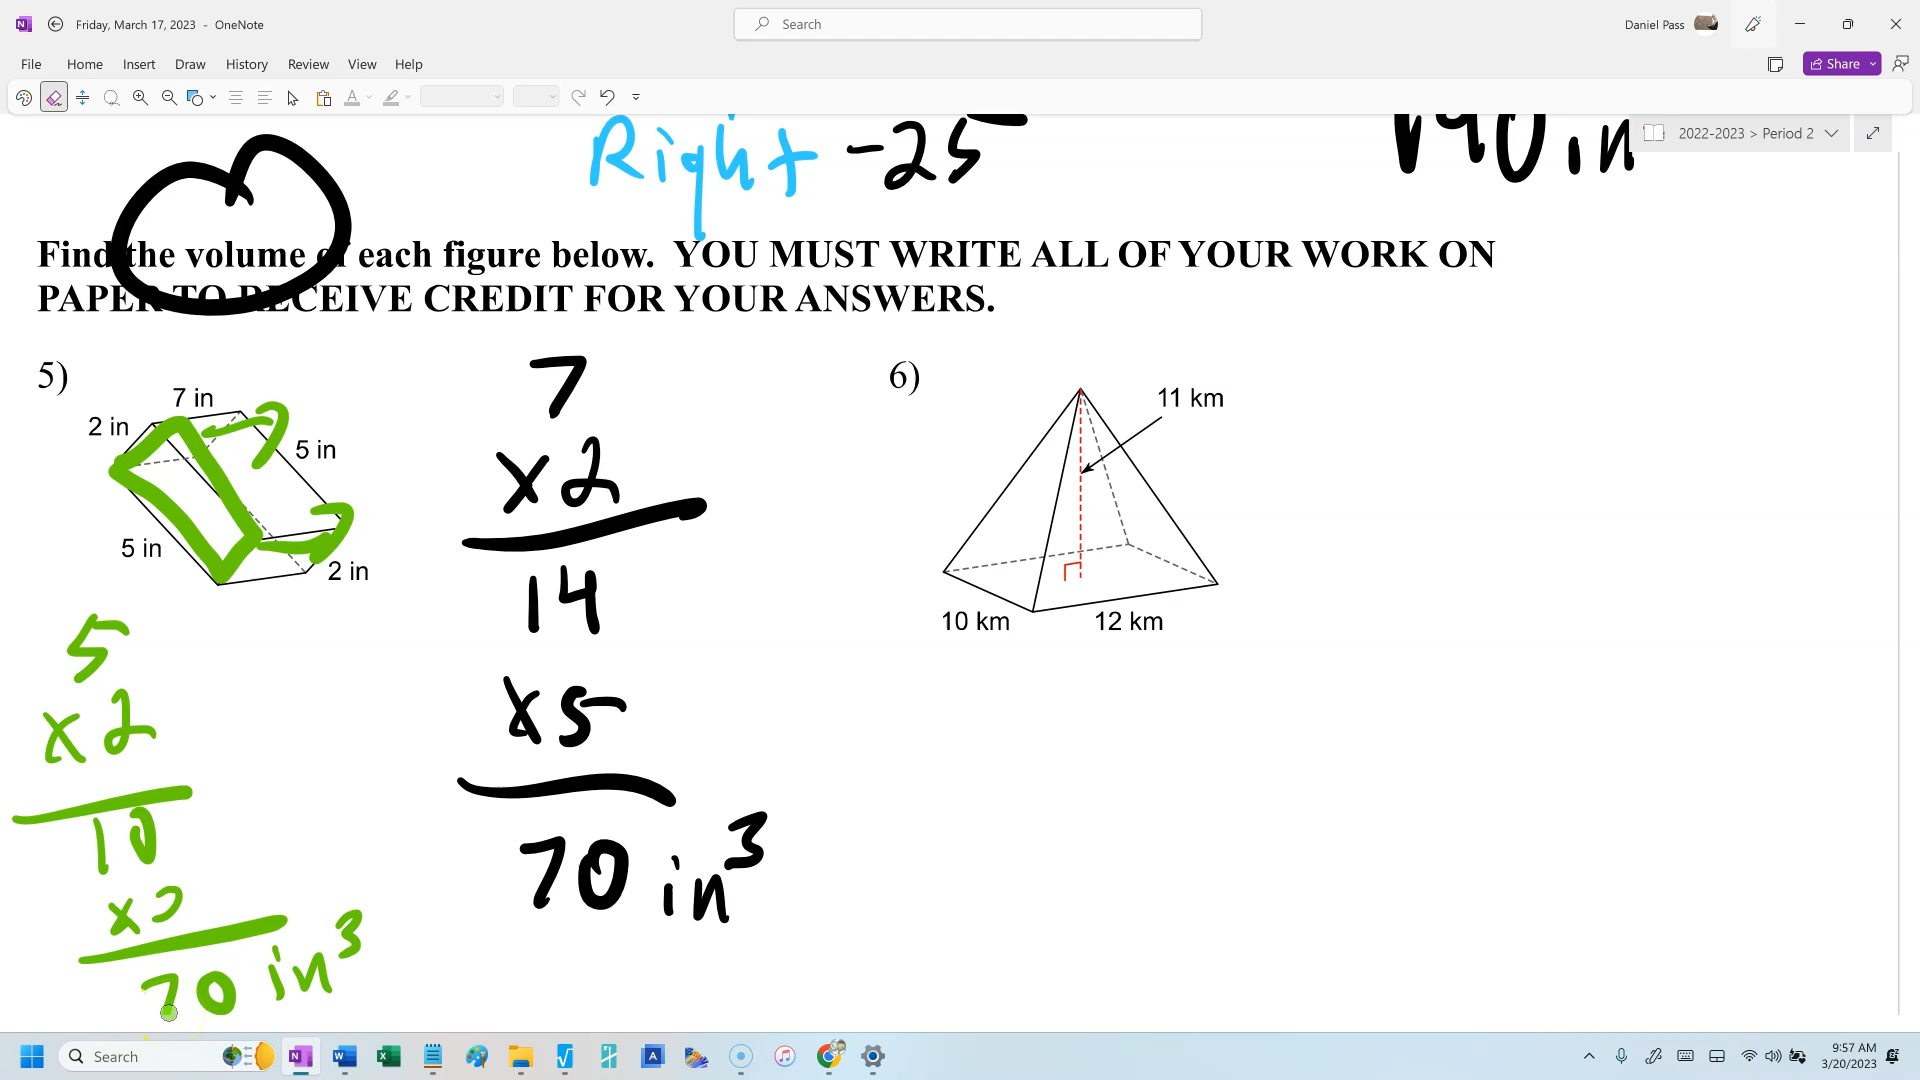 Friday, March 17, 2023 - OneNote
Search
Daniel Pass
File Home Insert Draw History Review View Help
Share
2022-2023 > Period 2
Right -25
140 in
Find the volume of each figure below. YOU MUST WRITE ALL OF YOUR WORK ON
PAPER TO RECEIVE CREDIT FOR YOUR ANSWERS.
5)
7 in
2 in
5 in
5 in
2 in
7
x2
14
x5
70 in³
5
x2
10
70 in³
6)
11 km
10 km
12 km
Search
9:57 AM
3/20/2023